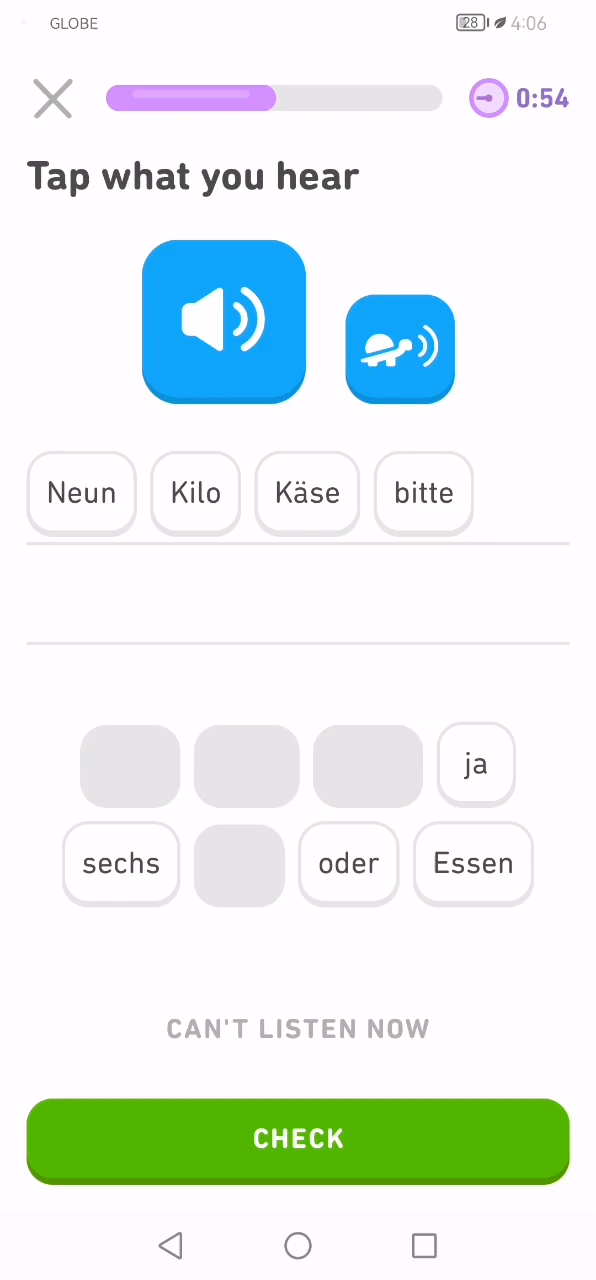 GLOBE 28 4:06
0:54
Tap what you hear
Neun Kilo Käse bitte
ja
sechs oder Essen
CAN'T LISTEN NOW
CHECK